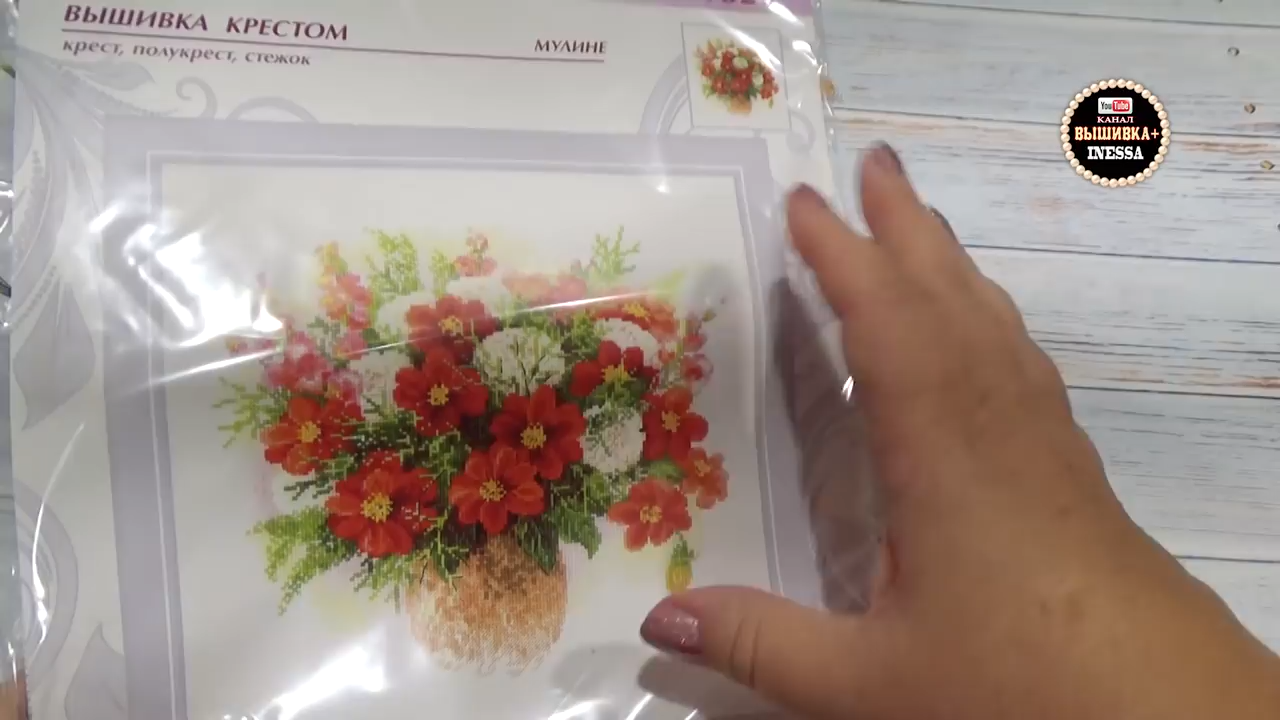 ВЫШИВКА КРЕСТОМ
крест, полукрест, стежок
МУЛИНЕ
YouTube
КАНАЛ
ВЫШИВКА+
INESSA